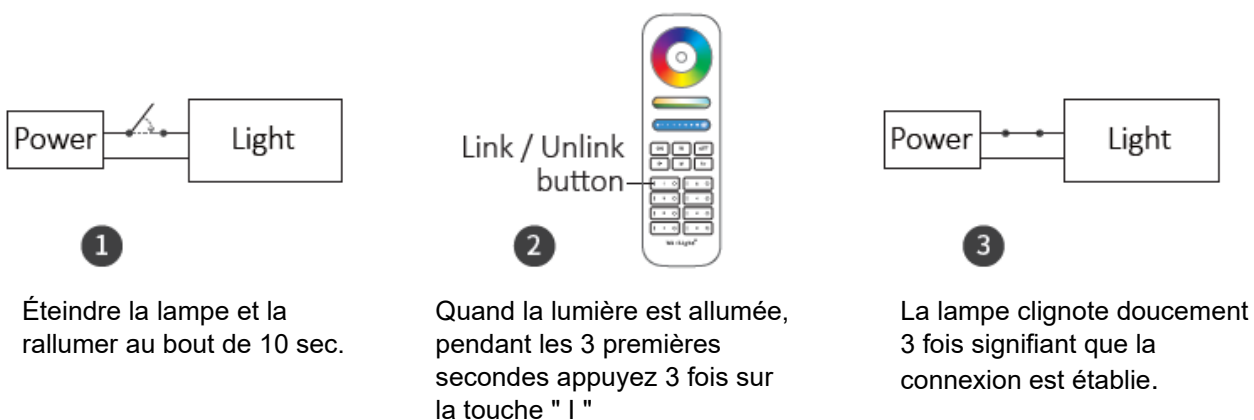 Power
Light
1
Éteindre la lampe et la
rallumer au bout de 10 sec.
Link / Unlink
button
2
Quand la lumière est allumée,
pendant les 3 premières
secondes appuyez 3 fois sur
la touche " I "
Power
Light
3
La lampe clignote doucement
3 fois signifiant que la
connexion est établie.